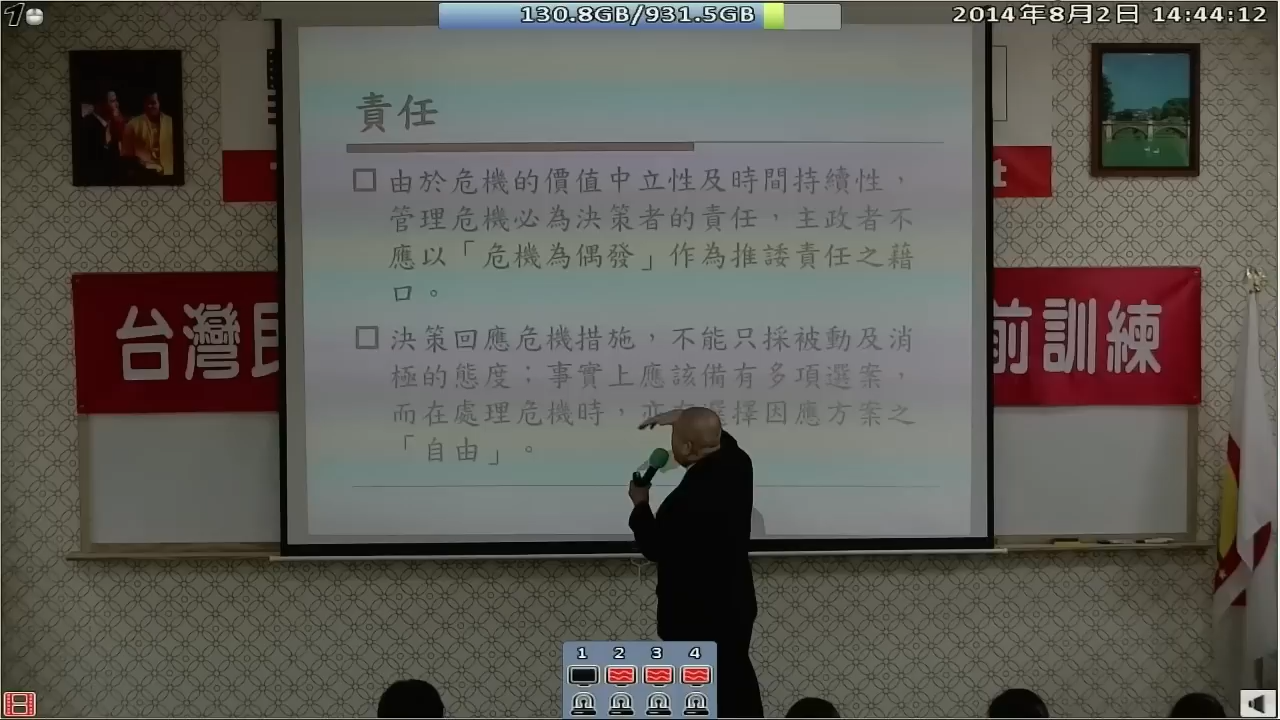 130.8GB/931.5GB
2014年8月2日 14:44:12
責任
由於危機的價值中立性及時間持續性，
管理危機必為決策者的責任，主政者不
應以「危機為偶發」作為推諉責任之藉
口。
決策回應危機措施，不能只採被動及消
極的態度；事實上應該備有多項選案，
而在處理危機時，亦有選擇因應方案之
「自由」。
台灣民
前訓練
1 2 3 4